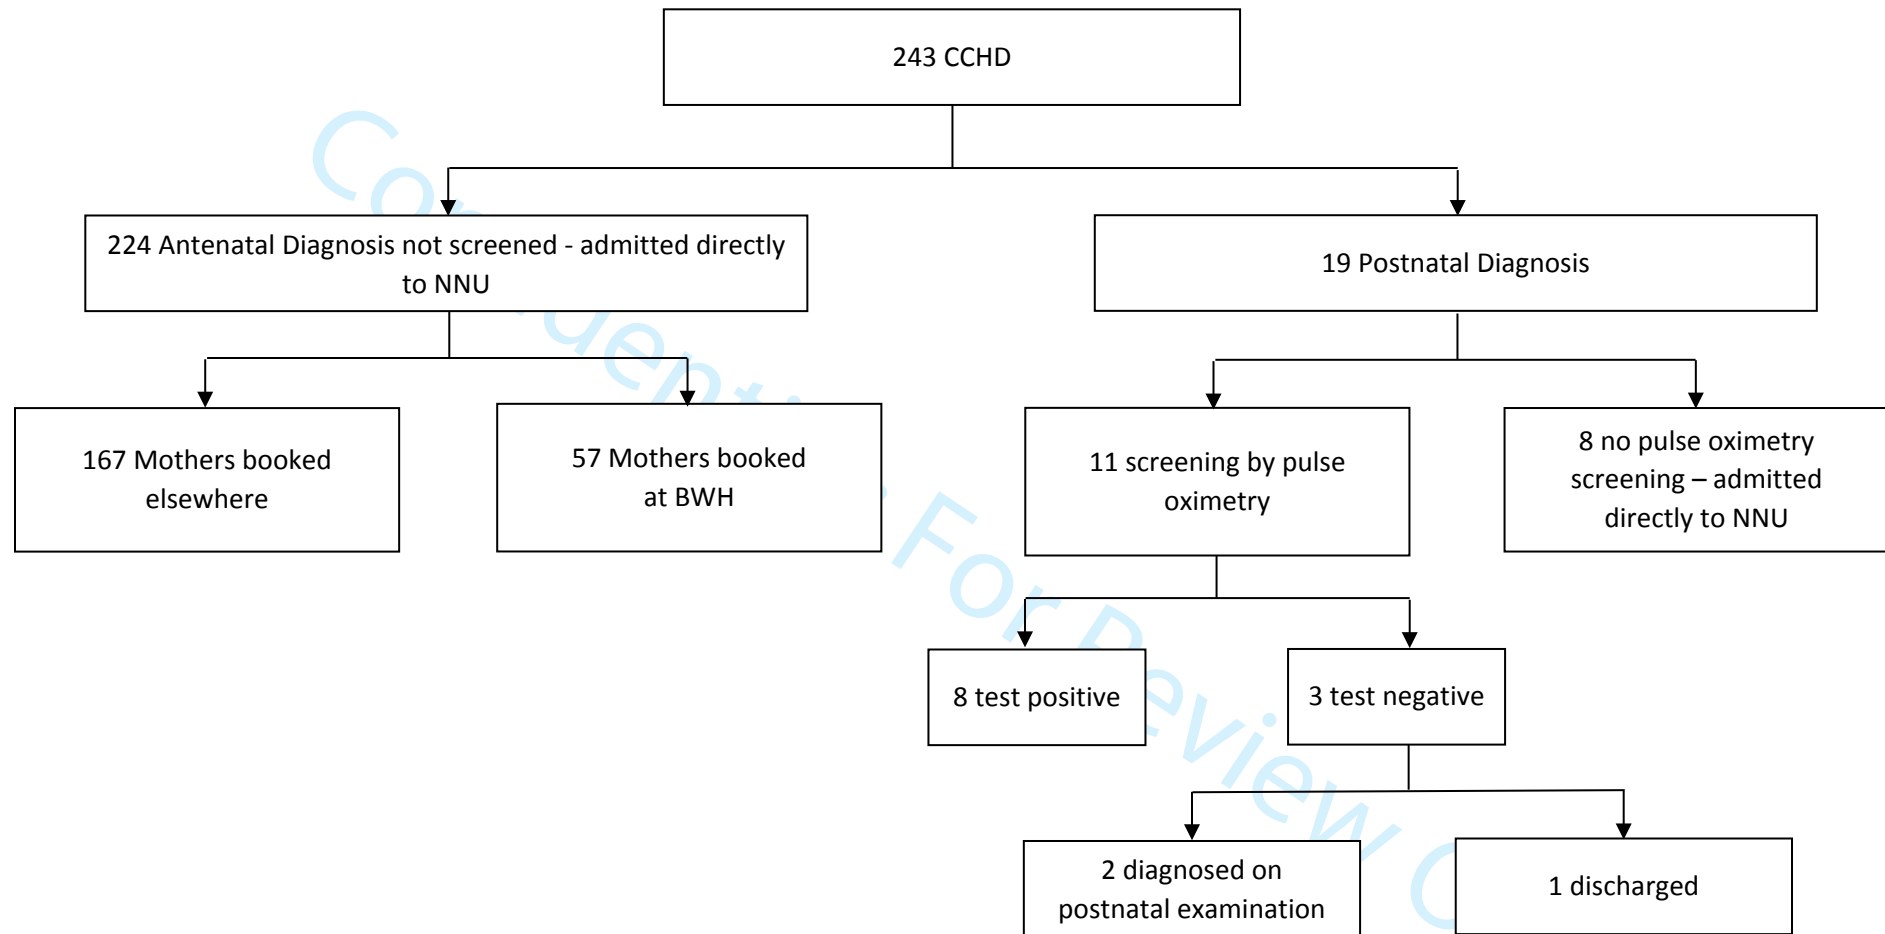 243 CCHD
224 Antenatal Diagnosis not screened - admitted directly
to NNU
19 Postnatal Diagnosis
167 Mothers booked
elsewhere
57 Mothers booked
at BWH
11 screening by pulse
oximetry
8 no pulse oximetry
screening – admitted
directly to NNU
8 test positive
3 test negative
2 diagnosed on
postnatal examination
1 discharged
For Review